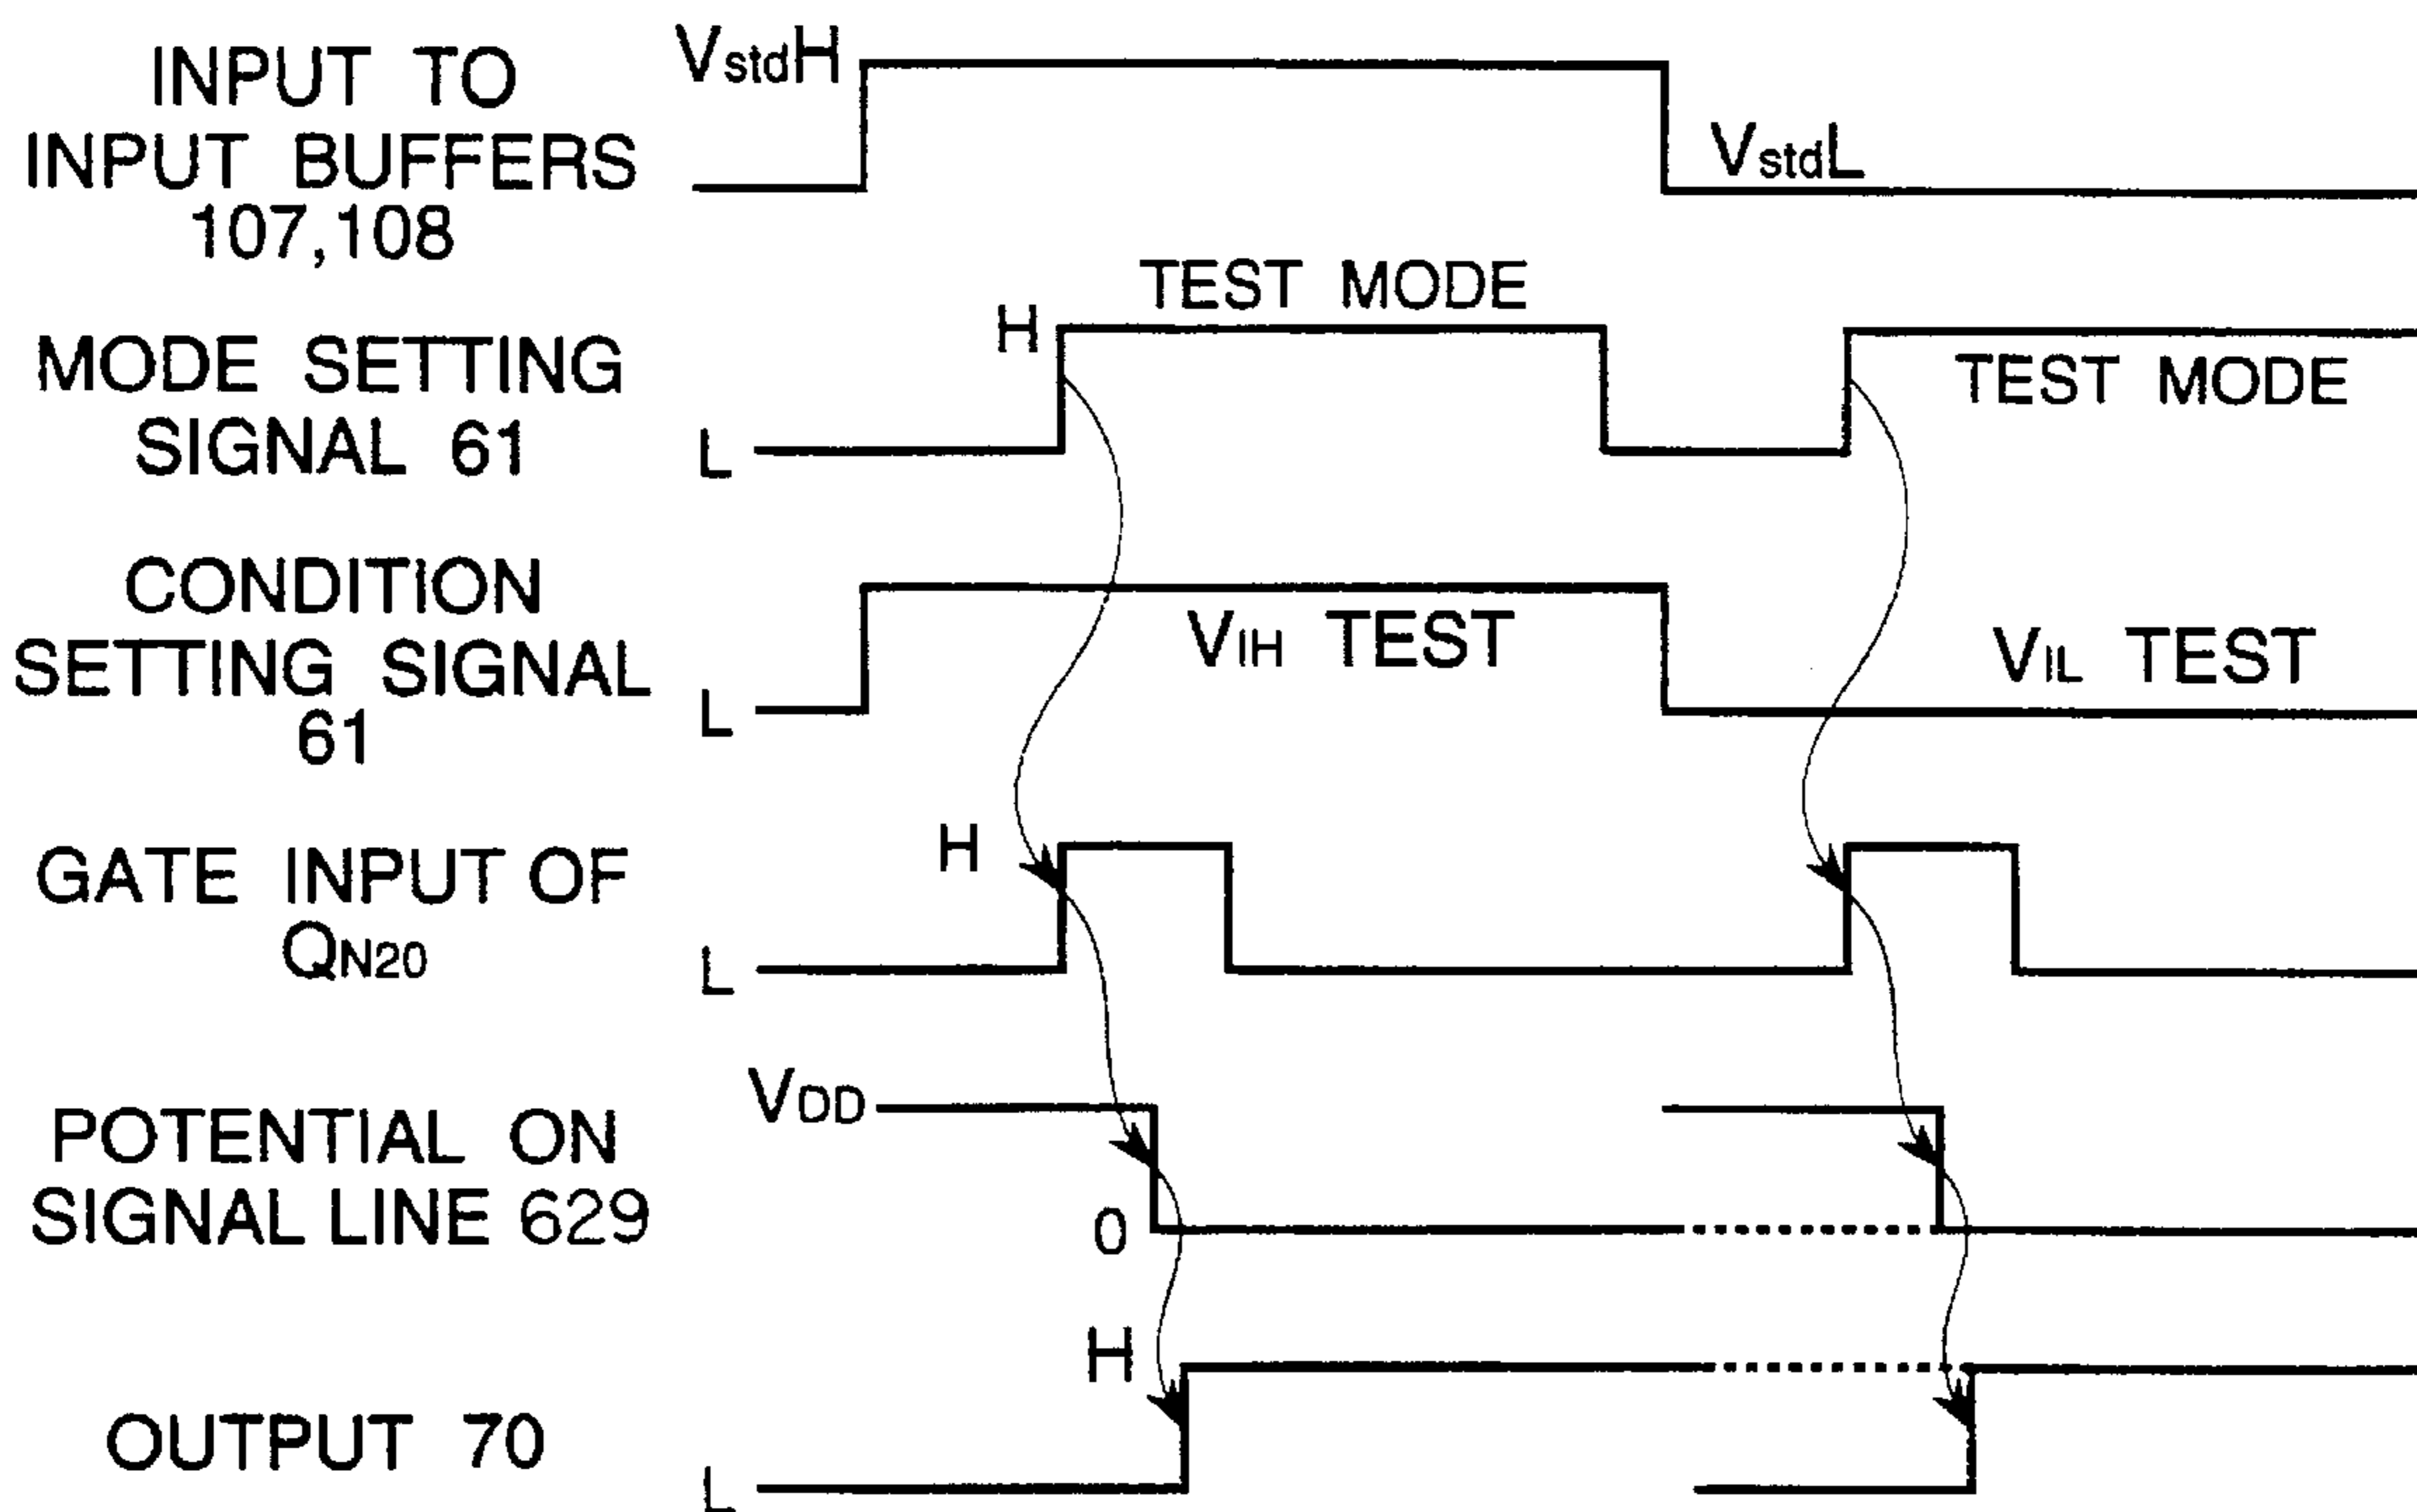 INPUT TO
INPUT BUFFERS
107,108
VstdH
VstdL
MODE SETTING
SIGNAL 61
H
L
TEST MODE
TEST MODE
CONDITION
SETTING SIGNAL
61
L
VIH TEST
VIL TEST
GATE INPUT OF
QN20
H
L
POTENTIAL ON
SIGNAL LINE 629
VDD
0
OUTPUT 70
H
L